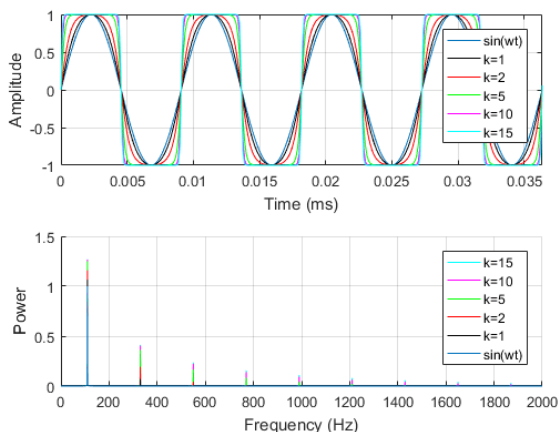 1
0.5
0
-0.5
-1
Amplitude
0 0.005 0.01 0.015 0.02 0.025 0.03 0.035
Time (ms)
sin(wt)
k=1
k=2
k=5
k=10
k=15
1.5
1
0.5
0
Power
0 200 400 600 800 1000 1200 1400 1600 1800 2000
Frequency (Hz)
k=15
k=10
k=5
k=2
k=1
sin(wt)